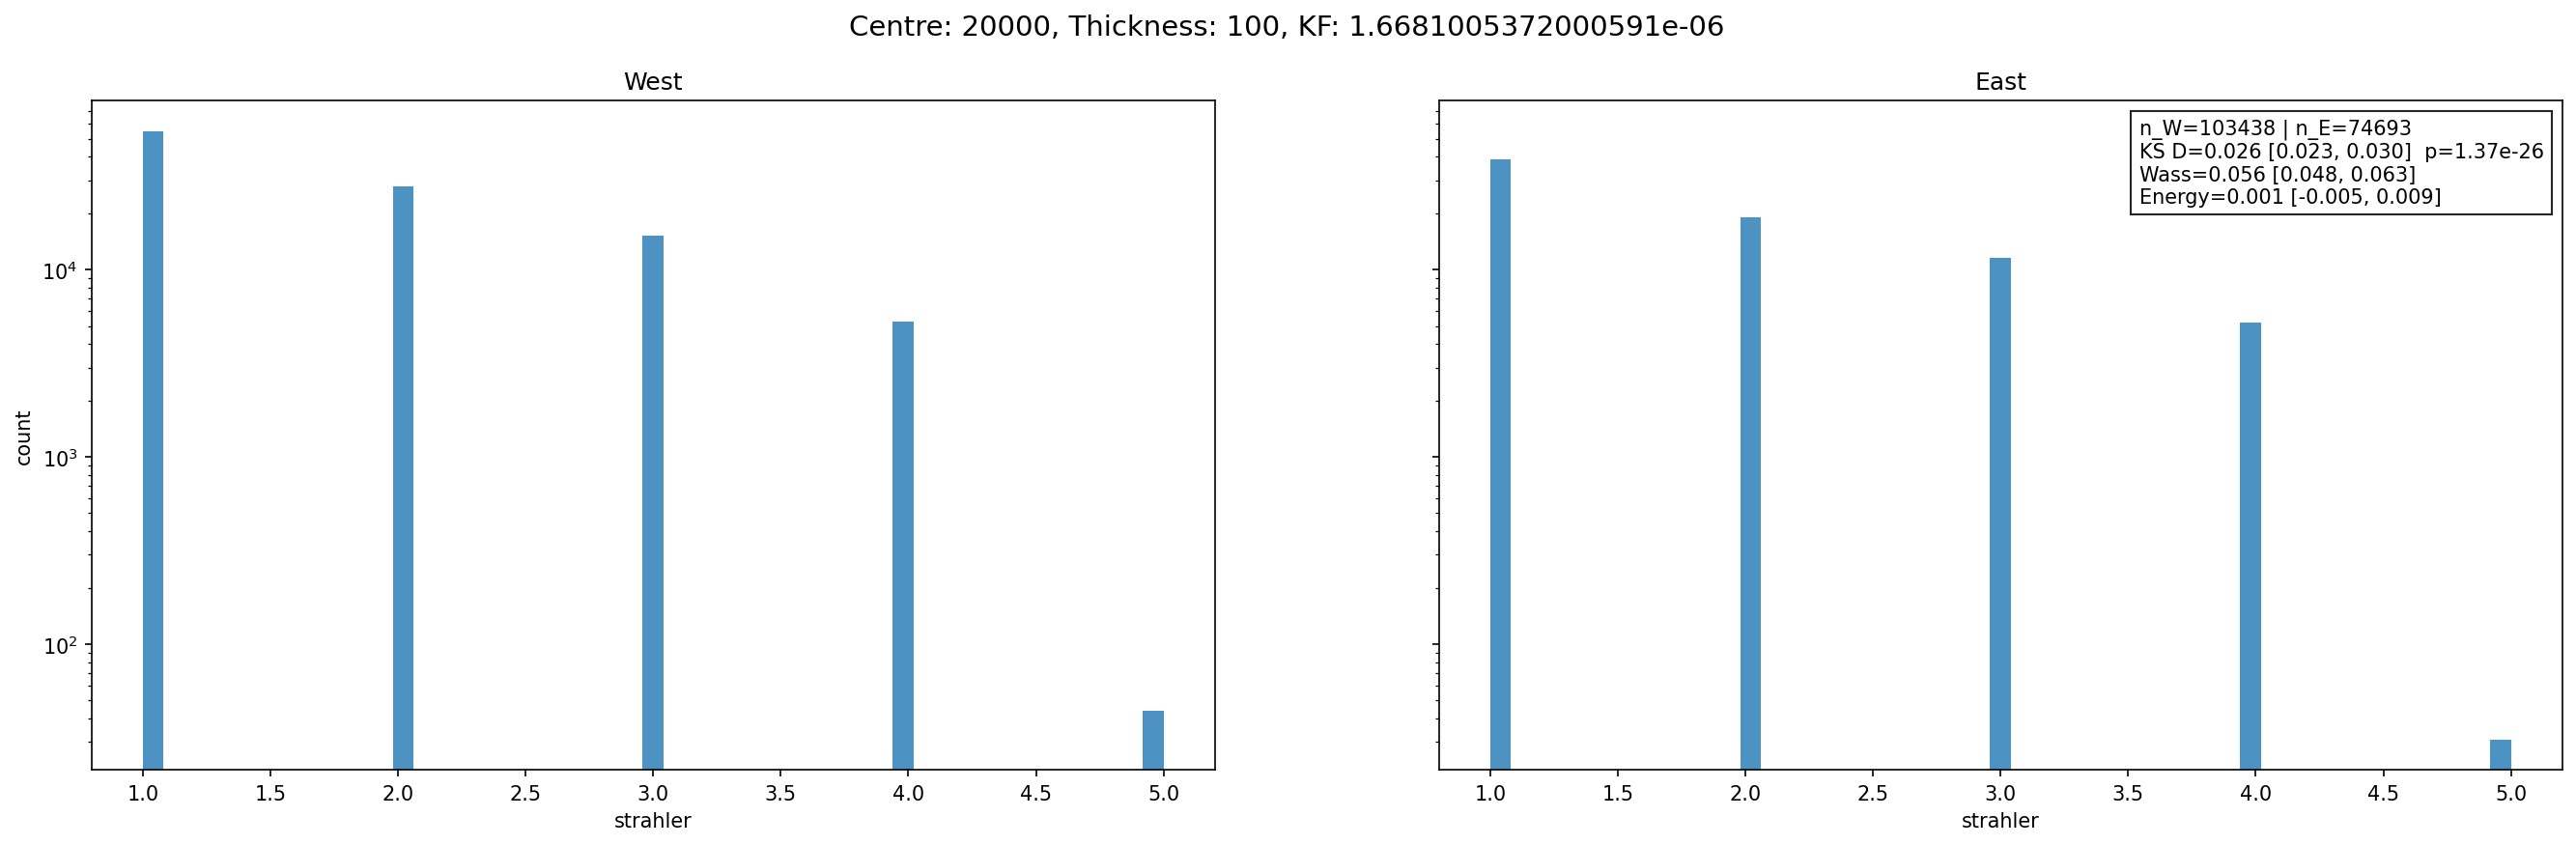 Centre: 20000, Thickness: 100, KF: 1.6681005372000591e-06
West
count
10⁴
10³
10²
1.0 1.5 2.0 2.5 3.0 3.5 4.0 4.5 5.0
strahler
East
n_W=103438 | n_E=74693
KS D=0.026 [0.023, 0.030]  p=1.37e-26
Wass=0.056 [0.048, 0.063]
Energy=0.001 [-0.005, 0.009]
1.0 1.5 2.0 2.5 3.0 3.5 4.0 4.5 5.0
strahler